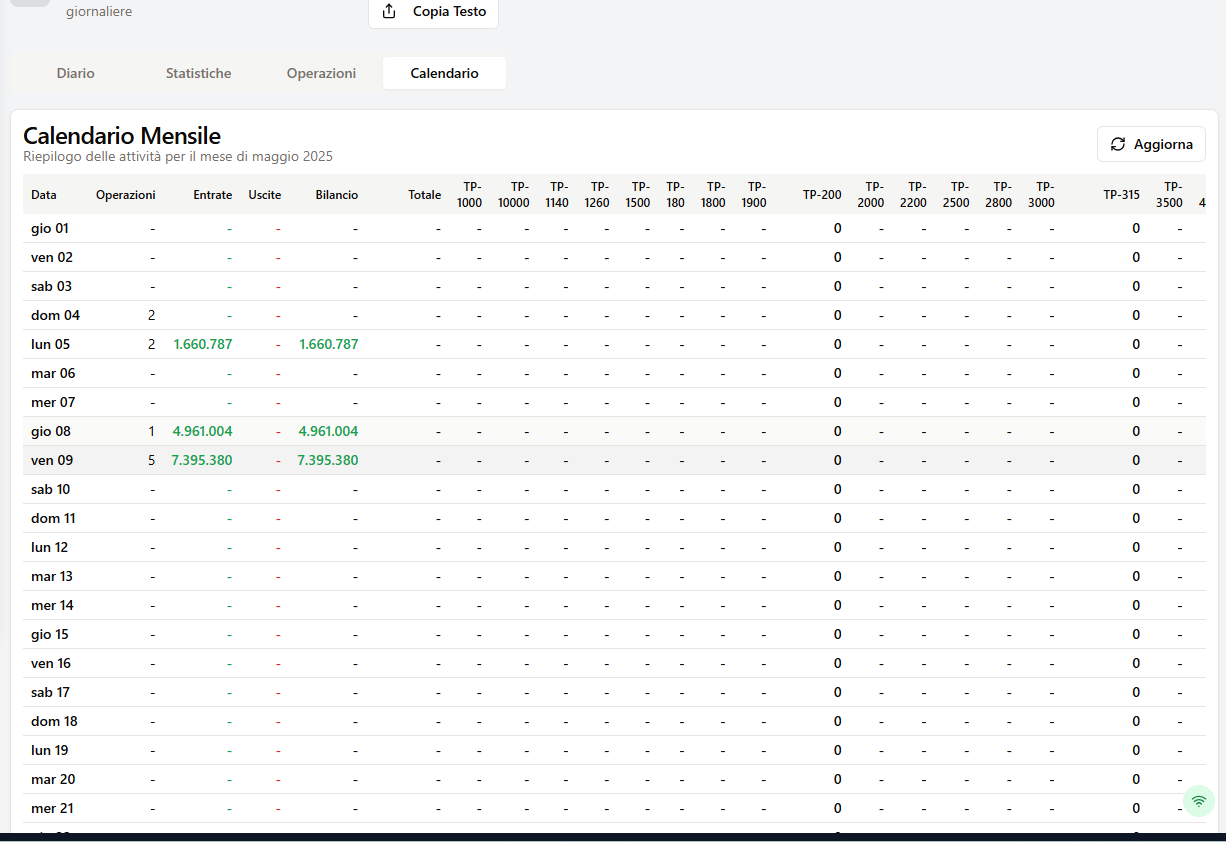 giornaliere
Copia Testo
Diario Statistiche Operazioni Calendario
Calendario Mensile
Riepilogo delle attività per il mese di maggio 2025
Aggiorna
Data Operazioni Entrate Uscite Bilancio Totale TP-1000 TP-10000 TP-1140 TP-1260 TP-1500 TP-180 TP-1800 TP-1900 TP-200 TP-2000 TP-2200 TP-2500 TP-2800 TP-3000 TP-315 TP-3500 4
gio 01 - - - - - - - - - - - - - 0 - - - - - 0 -
ven 02 - - - - - - - - - - - - - 0 - - - - - 0 -
sab 03 - - - - - - - - - - - - - 0 - - - - - 0 -
dom 04 2 - - - - - - - - - - - - 0 - - - - - 0 -
lun 05 2 1.660.787 - 1.660.787 - - - - - - - - - 0 - - - - - 0 -
mar 06 - - - - - - - - - - - - - 0 - - - - - 0 -
mer 07 - - - - - - - - - - - - - 0 - - - - - 0 -
gio 08 1 4.961.004 - 4.961.004 - - - - - - - - - 0 - - - - - 0 -
ven 09 5 7.395.380 - 7.395.380 - - - - - - - - - 0 - - - - - 0 -
sab 10 - - - - - - - - - - - - - 0 - - - - - 0 -
dom 11 - - - - - - - - - - - - - 0 - - - - - 0 -
lun 12 - - - - - - - - - - - - - 0 - - - - - 0 -
mar 13 - - - - - - - - - - - - - 0 - - - - - 0 -
mer 14 - - - - - - - - - - - - - 0 - - - - - 0 -
gio 15 - - - - - - - - - - - - - 0 - - - - - 0 -
ven 16 - - - - - - - - - - - - - 0 - - - - - 0 -
sab 17 - - - - - - - - - - - - - 0 - - - - - 0 -
dom 18 - - - - - - - - - - - - - 0 - - - - - 0 -
lun 19 - - - - - - - - - - - - - 0 - - - - - 0 -
mar 20 - - - - - - - - - - - - - 0 - - - - - 0 -
mer 21 - - - - - - - - - - - - - 0 - - - - - 0 -